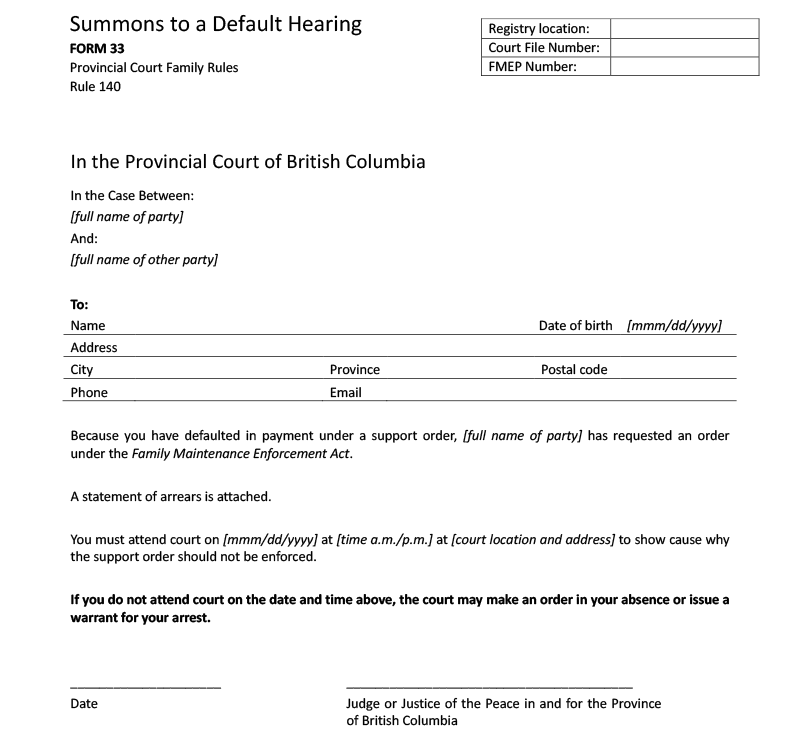 Summons to a Default Hearing
FORM 33
Provincial Court Family Rules
Rule 140
Registry location:
Court File Number:
FMEP Number:
In the Provincial Court of British Columbia
In the Case Between:
[full name of party]
And:
[full name of other party]
To:
Name Date of birth [mmm/dd/yyyy]
Address
City Province Postal code
Phone Email
Because you have defaulted in payment under a support order, [full name of party] has requested an order
under the Family Maintenance Enforcement Act.
A statement of arrears is attached.
You must attend court on [mmm/dd/yyyy] at [time a.m./p.m.] at [court location and address] to show cause why
the support order should not be enforced.
If you do not attend court on the date and time above, the court may make an order in your absence or issue a
warrant for your arrest.
Date Judge or Justice of the Peace in and for the Province
of British Columbia